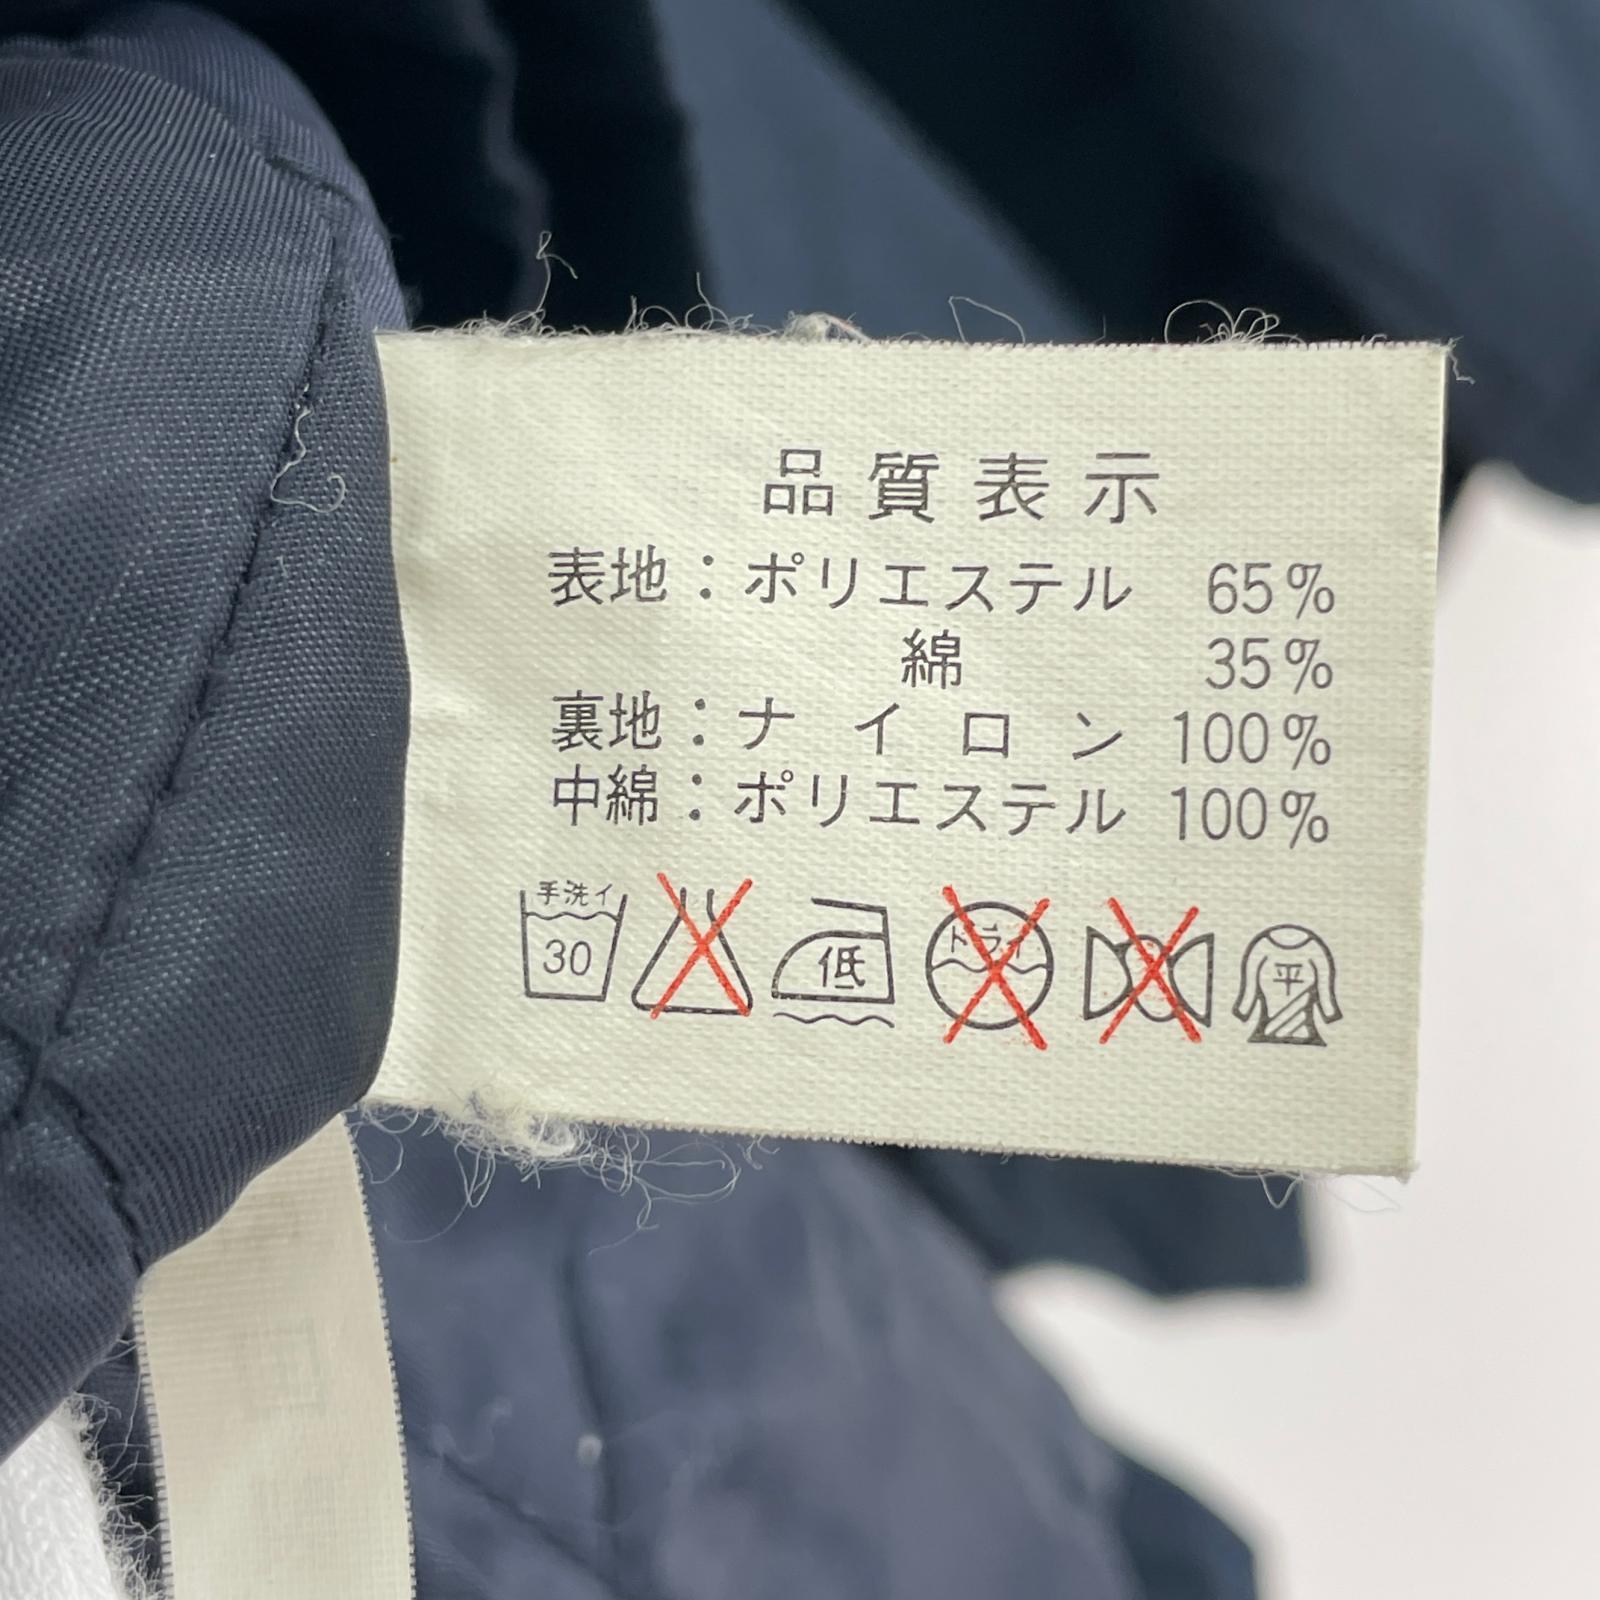 品質表示
表地：ポリエステル 65%
綿 35%
裏地：ナイロン 100%
中綿：ポリエステル 100%
手洗イ 30 低 ドライ 平